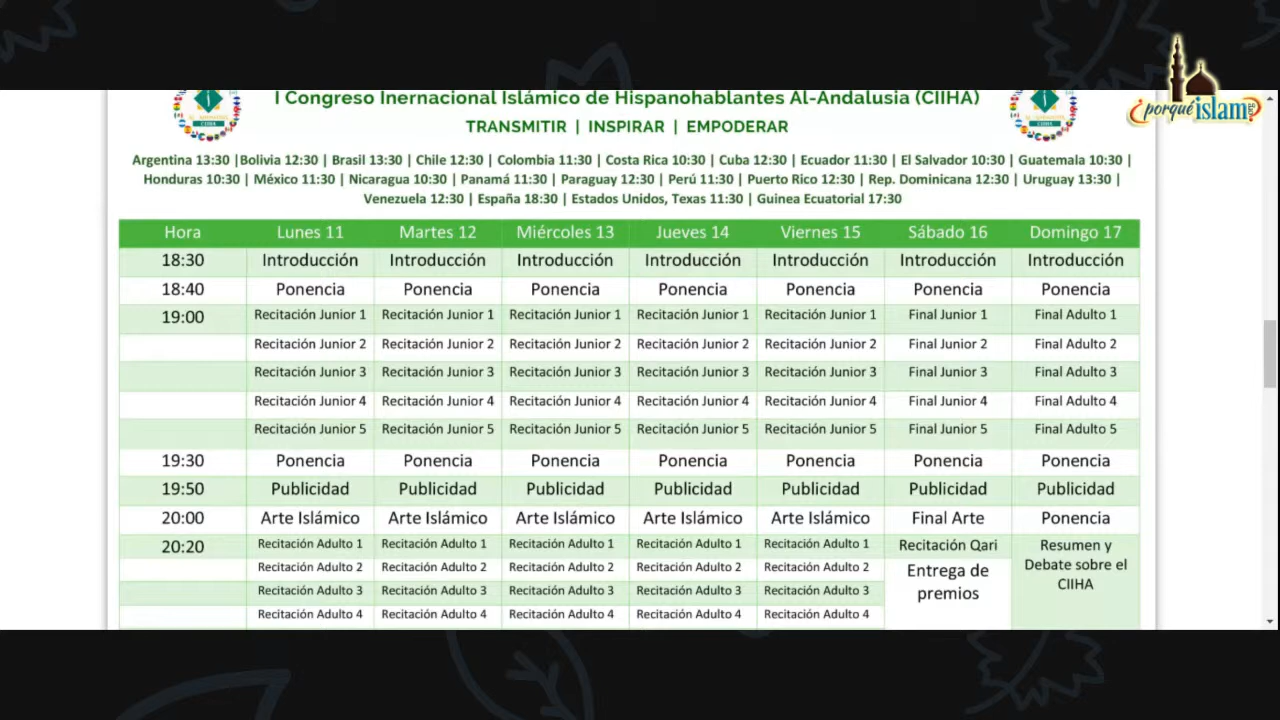 ¿porqué islam?
I Congreso Inernacional Islámico de Hispanohablantes Al-Andalusia (CIIHA)
TRANSMITIR | INSPIRAR | EMPODERAR
Argentina 13:30 |Bolivia 12:30 | Brasil 13:30 | Chile 12:30 | Colombia 11:30 | Costa Rica 10:30 | Cuba 12:30 | Ecuador 11:30 | El Salvador 10:30 | Guatemala 10:30 |
Honduras 10:30 | México 11:30 | Nicaragua 10:30 | Panamá 11:30 | Paraguay 12:30 | Perú 11:30 | Puerto Rico 12:30 | Rep. Dominicana 12:30 | Uruguay 13:30 |
Venezuela 12:30 | España 18:30 | Estados Unidos, Texas 11:30 | Guinea Ecuatorial 17:30
Hora Lunes 11 Martes 12 Miércoles 13 Jueves 14 Viernes 15 Sábado 16 Domingo 17
18:30 Introducción Introducción Introducción Introducción Introducción Introducción Introducción
18:40 Ponencia Ponencia Ponencia Ponencia Ponencia Ponencia Ponencia
19:00 Recitación Junior 1 Recitación Junior 1 Recitación Junior 1 Recitación Junior 1 Recitación Junior 1 Final Junior 1 Final Adulto 1
Recitación Junior 2 Recitación Junior 2 Recitación Junior 2 Recitación Junior 2 Recitación Junior 2 Final Junior 2 Final Adulto 2
Recitación Junior 3 Recitación Junior 3 Recitación Junior 3 Recitación Junior 3 Recitación Junior 3 Final Junior 3 Final Adulto 3
Recitación Junior 4 Recitación Junior 4 Recitación Junior 4 Recitación Junior 4 Recitación Junior 4 Final Junior 4 Final Adulto 4
Recitación Junior 5 Recitación Junior 5 Recitación Junior 5 Recitación Junior 5 Recitación Junior 5 Final Junior 5 Final Adulto 5
19:30 Ponencia Ponencia Ponencia Ponencia Ponencia Ponencia Ponencia
19:50 Publicidad Publicidad Publicidad Publicidad Publicidad Publicidad Publicidad
20:00 Arte Islámico Arte Islámico Arte Islámico Arte Islámico Arte Islámico Final Arte Ponencia
20:20 Recitación Adulto 1 Recitación Adulto 1 Recitación Adulto 1 Recitación Adulto 1 Recitación Adulto 1 Recitación Qari Resumen y
Recitación Adulto 2 Recitación Adulto 2 Recitación Adulto 2 Recitación Adulto 2 Recitación Adulto 2 Entrega de Debate sobre el
Recitación Adulto 3 Recitación Adulto 3 Recitación Adulto 3 Recitación Adulto 3 Recitación Adulto 3 premios CIIHA
Recitación Adulto 4 Recitación Adulto 4 Recitación Adulto 4 Recitación Adulto 4 Recitación Adulto 4